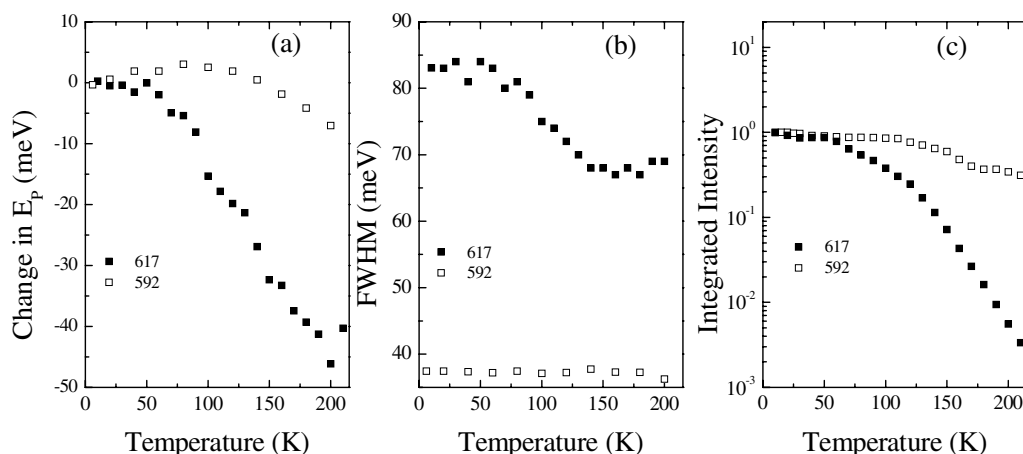 (a)
Change in E_P (meV)
10
0
-10
-20
-30
-40
-50
617
592
0 50 100 150 200
Temperature (K)
(b)
FWHM (meV)
90
80
70
60
50
40
617
592
0 50 100 150 200
Temperature (K)
(c)
Integrated Intensity
10^1
10^0
10^-1
10^-2
10^-3
617
592
0 50 100 150 200
Temperature (K)